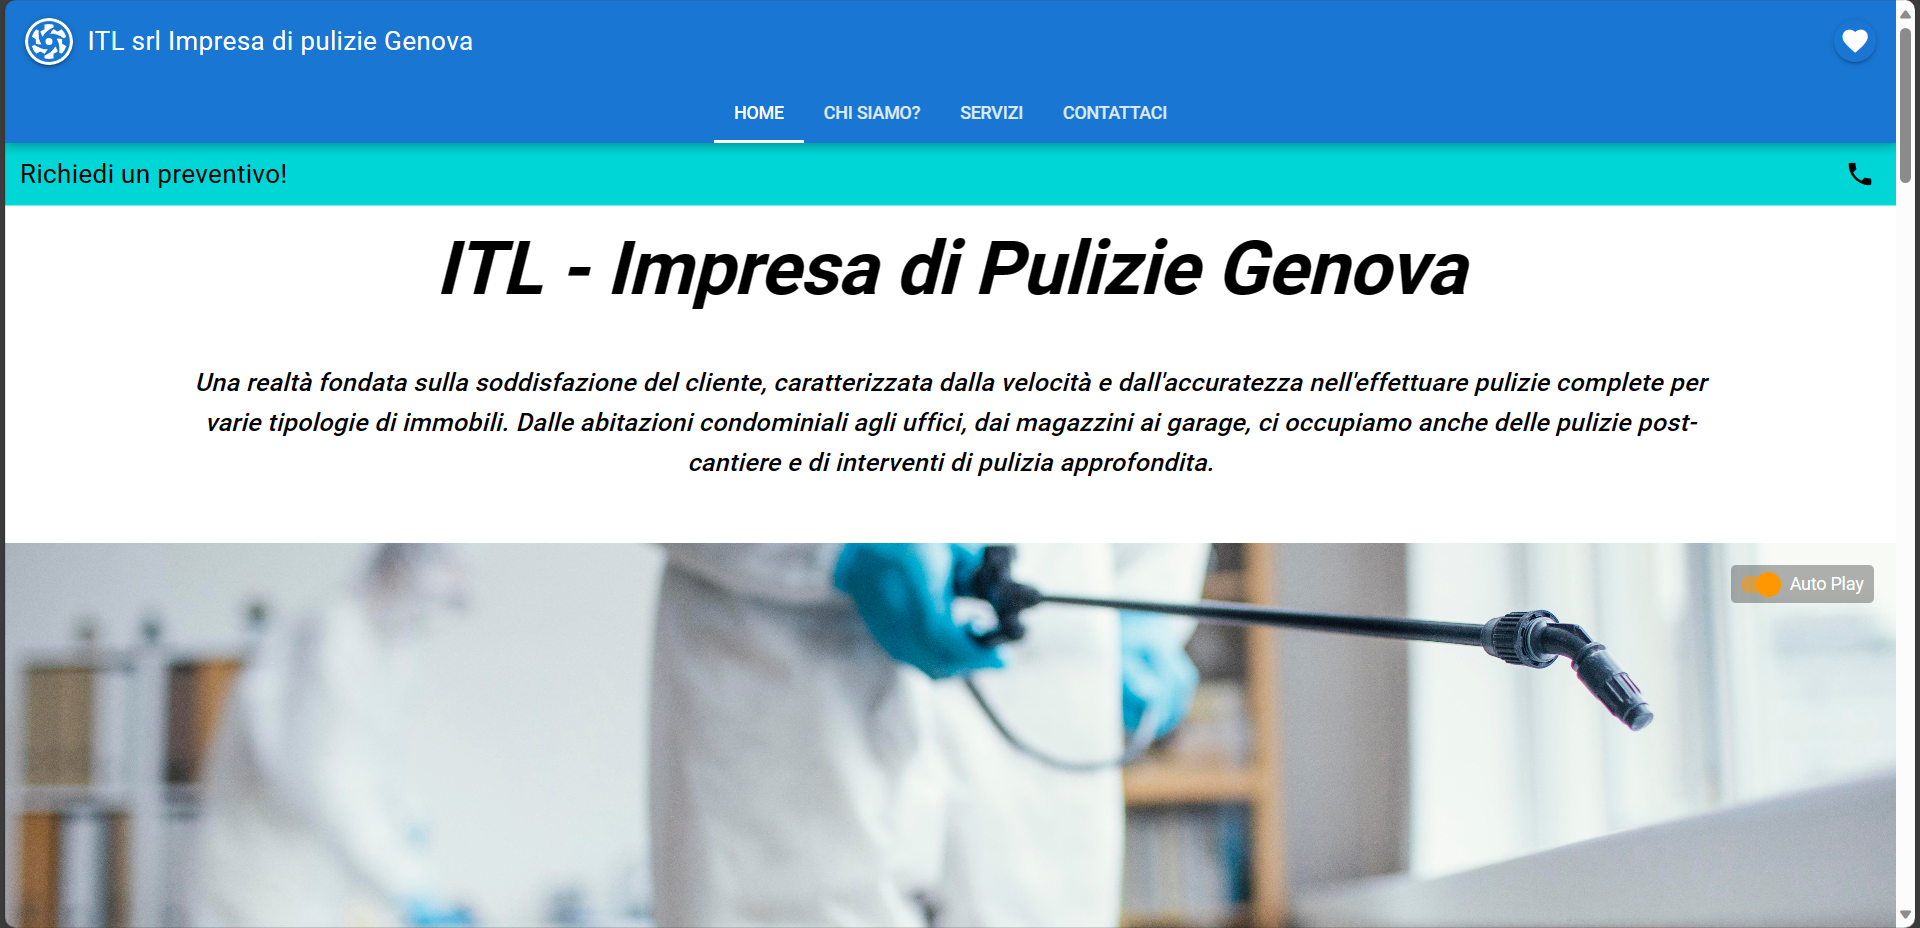 ITL srl Impresa di pulizie Genova
HOME CHI SIAMO? SERVIZI CONTATTACI
Richiedi un preventivo!
ITL - Impresa di Pulizie Genova
Una realtà fondata sulla soddisfazione del cliente, caratterizzata dalla velocità e dall'accuratezza nell'effettuare pulizie complete per
varie tipologie di immobili. Dalle abitazioni condominiali agli uffici, dai magazzini ai garage, ci occupiamo anche delle pulizie post-
cantiere e di interventi di pulizia approfondita.
Auto Play